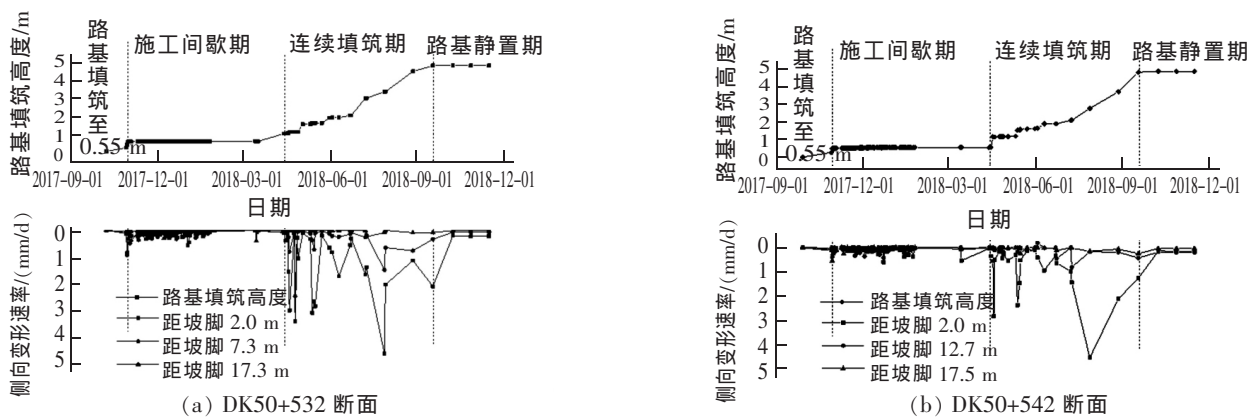 路基填筑高度/m
5
4
3
2
1
0
路基填筑至
0.55 m
施工间歇期
连续填筑期
路基静置期
2017-09-01 2017-12-01 2018-03-01 2018-06-01 2018-09-01 2018-12-01
日期
侧向变形速率/(mm/d)
0
1
2
3
4
5
路基填筑高度
距坡脚 2.0 m
距坡脚 7.3 m
距坡脚 17.3 m
(a) DK50+532 断面
路基填筑高度/m
5
4
3
2
1
0
路基填筑至
0.55 m
施工间歇期
连续填筑期
路基静置期
2017-09-01 2017-12-01 2018-03-01 2018-06-01 2018-09-01 2018-12-01
日期
侧向变形速率/(mm/d)
0
1
2
3
4
5
路基填筑高度
距坡脚 2.0 m
距坡脚 12.7 m
距坡脚 17.5 m
(b) DK50+542 断面